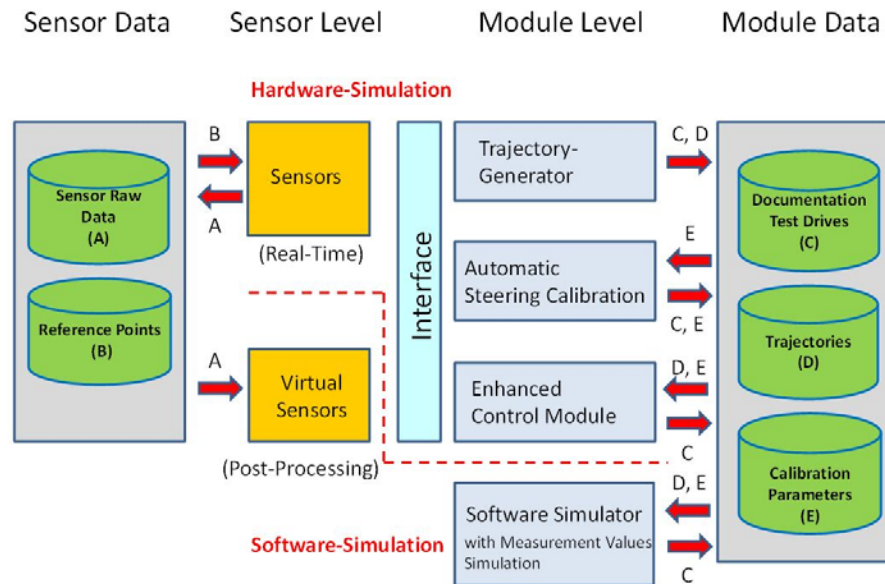 Sensor Data
Sensor Level
Module Level
Module Data
Hardware-Simulation
B
A
Sensor Raw
Data
(A)
Reference Points
(B)
A
Sensors
(Real-Time)
Virtual
Sensors
(Post-Processing)
Interface
Trajectory-
Generator
C, D
Automatic
Steering Calibration
E
C, E
Enhanced
Control Module
D, E
C
Software-Simulation
Software Simulator
with Measurement Values
Simulation
D, E
C
Documentation
Test Drives
(C)
Trajectories
(D)
Calibration
Parameters
(E)